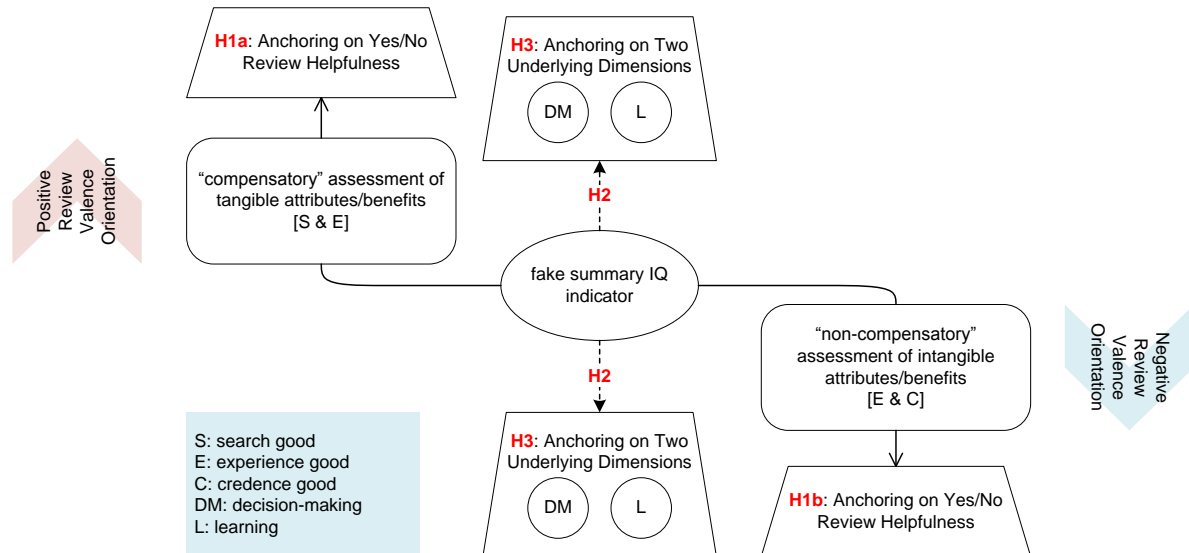 H1a: Anchoring on Yes/No
Review Helpfulness
H3: Anchoring on Two
Underlying Dimensions
DM
L
Positive
Review
Valence
Orientation
“compensatory” assessment of
tangible attributes/benefits
[S & E]
H2
fake summary IQ
indicator
“non-compensatory”
assessment of intangible
attributes/benefits
[E & C]
Negative
Review
Valence
Orientation
H2
S: search good
E: experience good
C: credence good
DM: decision-making
L: learning
H3: Anchoring on Two
Underlying Dimensions
DM
L
H1b: Anchoring on Yes/No
Review Helpfulness